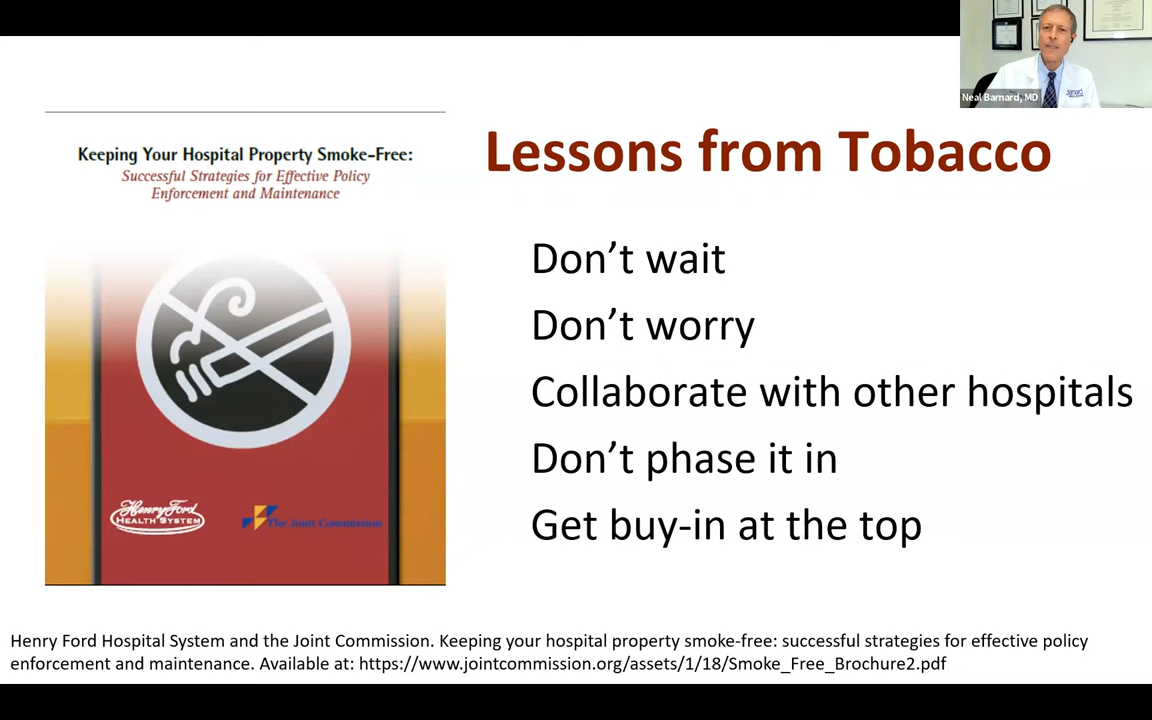 Neal Barnard, MD
Keeping Your Hospital Property Smoke-Free:
Successful Strategies for Effective Policy
Enforcement and Maintenance
Henry Ford
HEALTH SYSTEM
The Joint Commission
Lessons from Tobacco
Don’t wait
Don’t worry
Collaborate with other hospitals
Don’t phase it in
Get buy-in at the top
Henry Ford Hospital System and the Joint Commission. Keeping your hospital property smoke-free: successful strategies for effective policy
enforcement and maintenance. Available at: https://www.jointcommission.org/assets/1/18/Smoke_Free_Brochure2.pdf